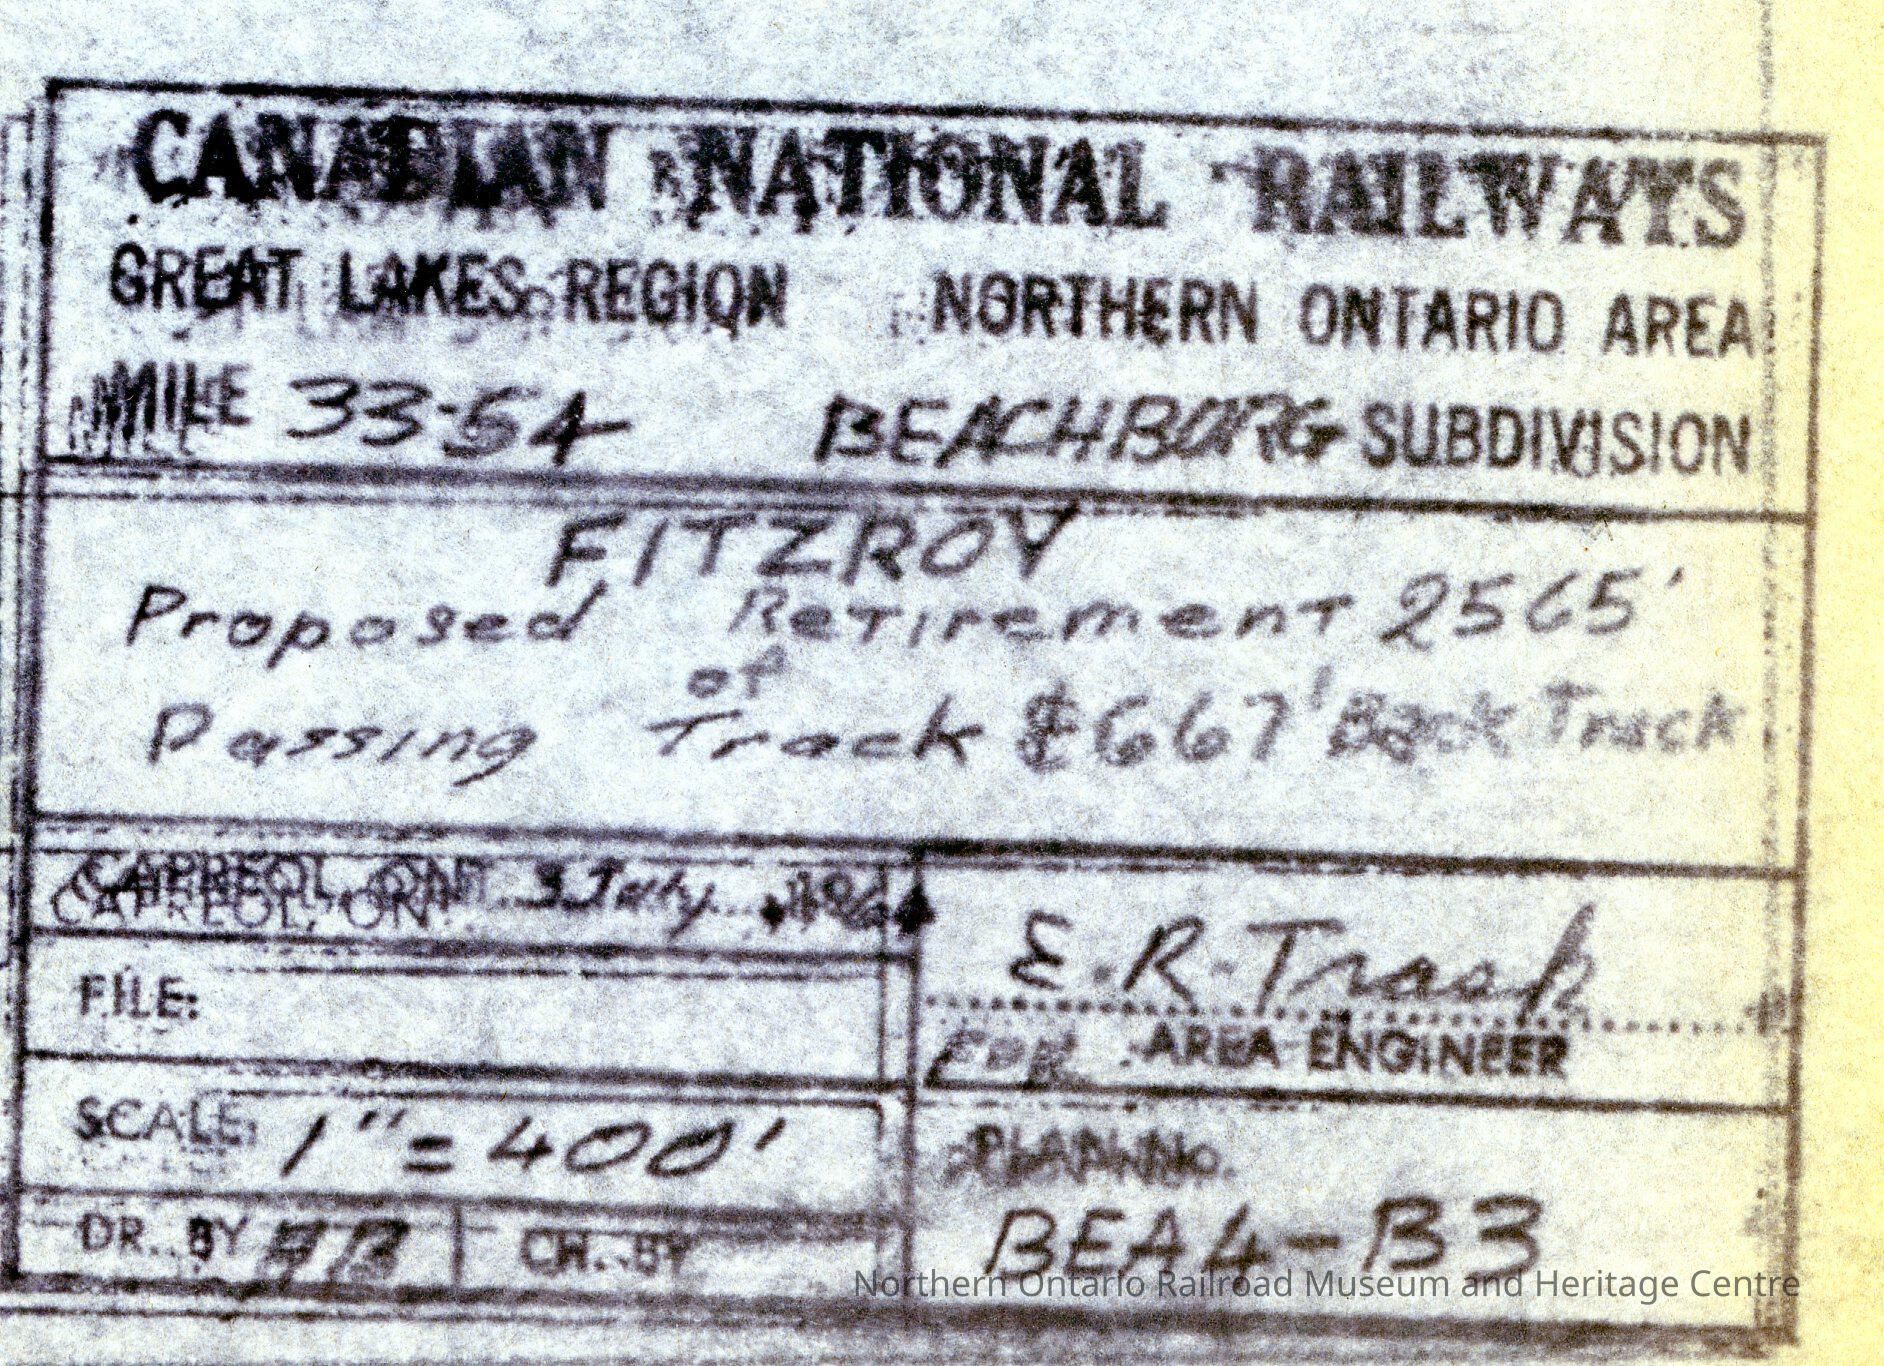 CANADIAN NATIONAL RAILWAYS
GREAT LAKES REGION NORTHERN ONTARIO AREA
MILE 33.54 BEACHBURG SUBDIVISION
FITZROY
Proposed Retirement 2565'
of
Passing Track & 667' Back Track
CAPREOL, ONT. 3 July
FILE:
E. R. Trask
FOR AREA ENGINEER
SCALE: 1" = 400'
PLAN No.
BEA4-B3
DR. BY CH. BY
Northern Ontario Railroad Museum and Heritage Centre